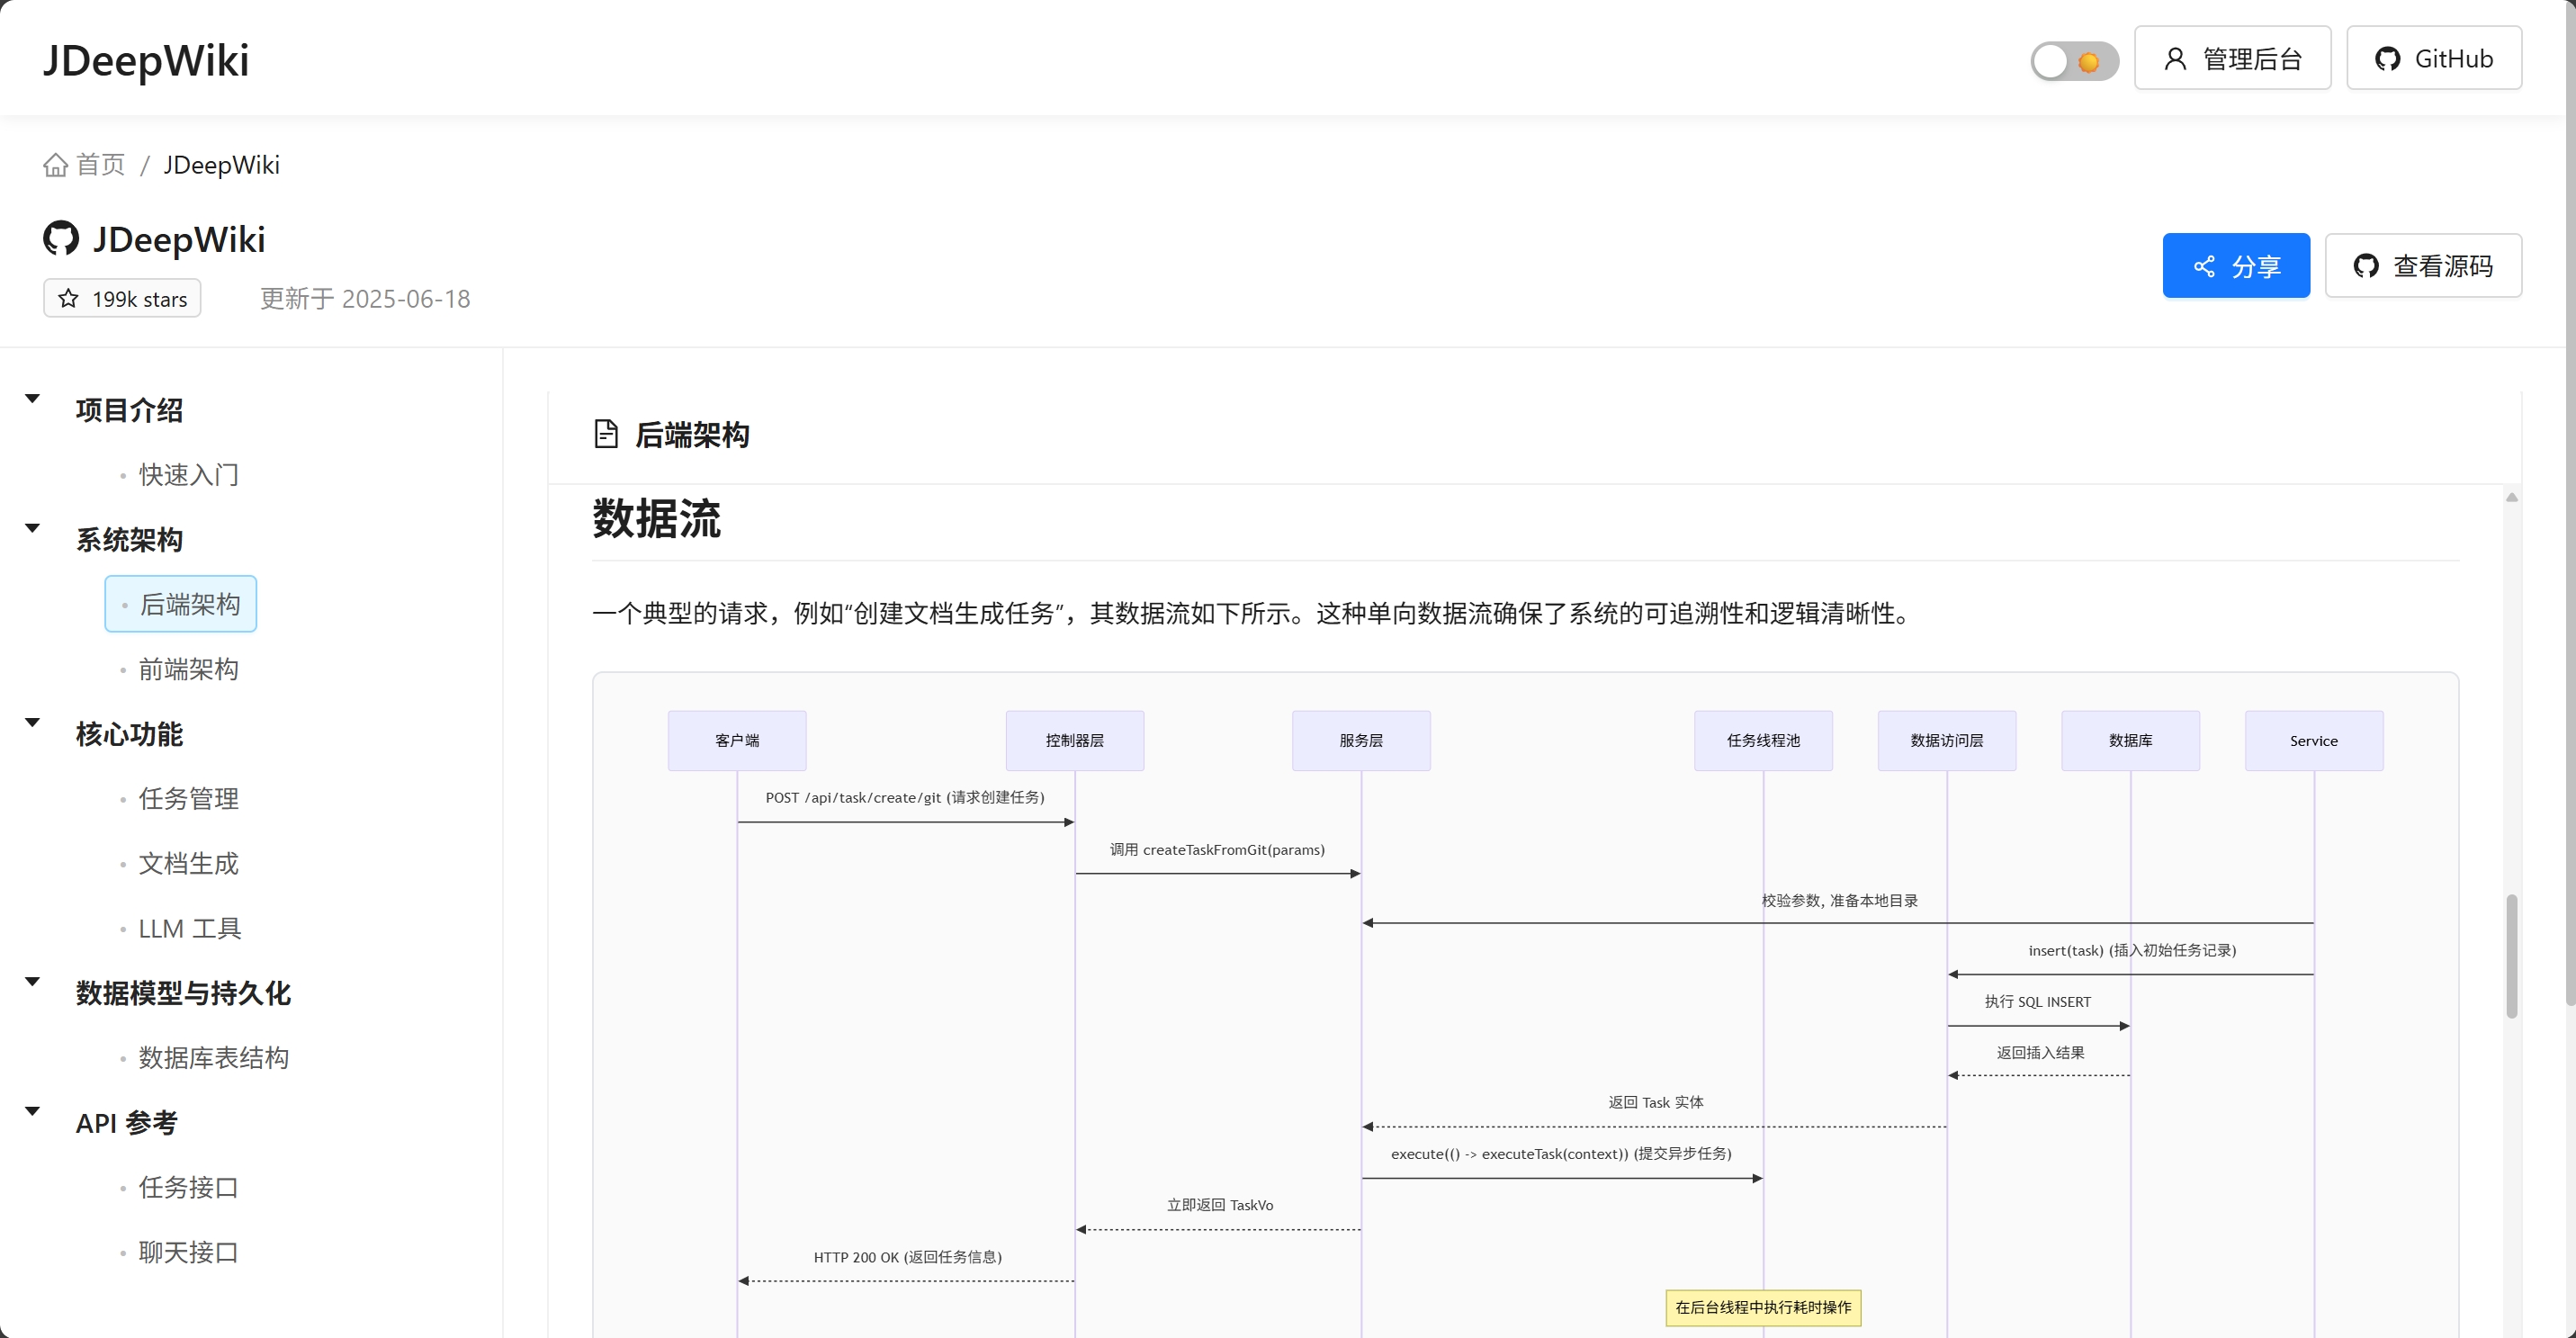 JDeepWiki
管理后台
GitHub
首页 / JDeepWiki
JDeepWiki
199k stars
更新于 2025-06-18
分享
查看源码
项目介绍
快速入门
系统架构
后端架构
前端架构
核心功能
任务管理
文档生成
LLM 工具
数据模型与持久化
数据库表结构
API 参考
任务接口
聊天接口
后端架构
数据流
一个典型的请求，例如“创建文档生成任务”，其数据流如下所示。这种单向数据流确保了系统的可追溯性和逻辑清晰性。
客户端
控制器层
服务层
任务线程池
数据访问层
数据库
Service
POST /api/task/create/git (请求创建任务)
调用 createTaskFromGit(params)
校验参数, 准备本地目录
insert(task) (插入初始任务记录)
执行 SQL INSERT
返回插入结果
返回 Task 实体
execute(() -> executeTask(context)) (提交异步任务)
立即返回 TaskVo
HTTP 200 OK (返回任务信息)
在后台线程中执行耗时操作